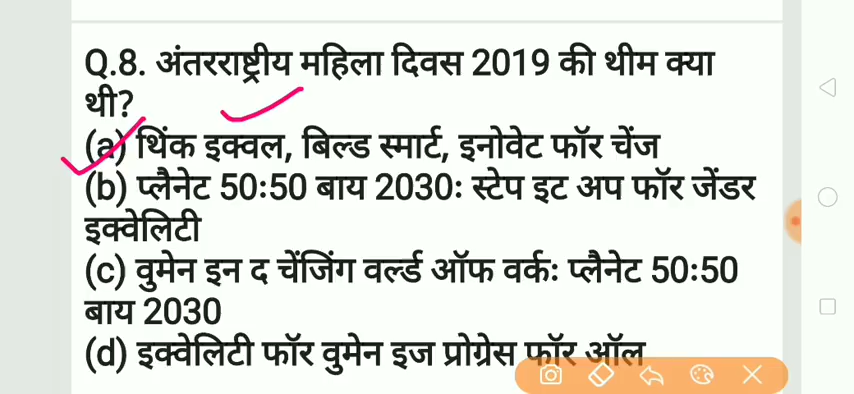 Q.8. अंतरराष्ट्रीय महिला दिवस 2019 की थीम क्या
थी?
(a) थिंक इक्वल, बिल्ड स्मार्ट, इनोवेट फॉर चेंज
(b) प्लैनेट 50:50 बाय 2030: स्टेप इट अप फॉर जेंडर
इक्वेलिटी
(c) वुमेन इन द चेंजिंग वर्ल्ड ऑफ वर्क: प्लैनेट 50:50
बाय 2030
(d) इक्वेलिटी फॉर वुमेन इज प्रोग्रेस फॉर ऑल